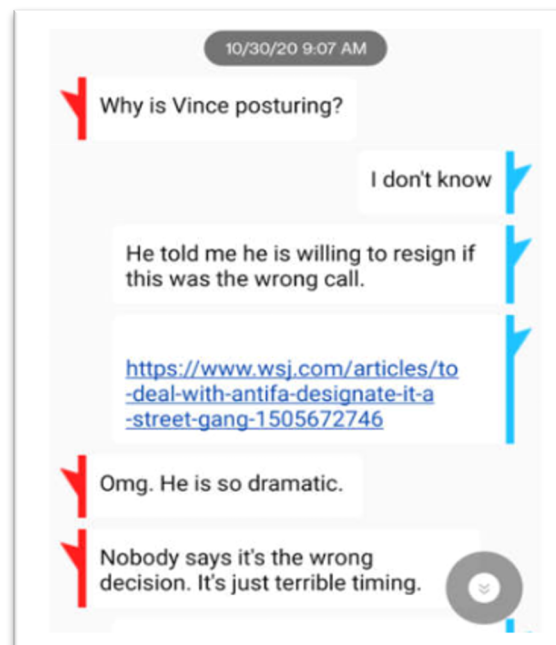 10/30/20 9:07 AM
Why is Vince posturing?
I don't know
He told me he is willing to resign if
this was the wrong call.
https://www.wsj.com/articles/to
-deal-with-antifa-designate-it-a
-street-gang-1505672746
Omg. He is so dramatic.
Nobody says it's the wrong
decision. It's just terrible timing.